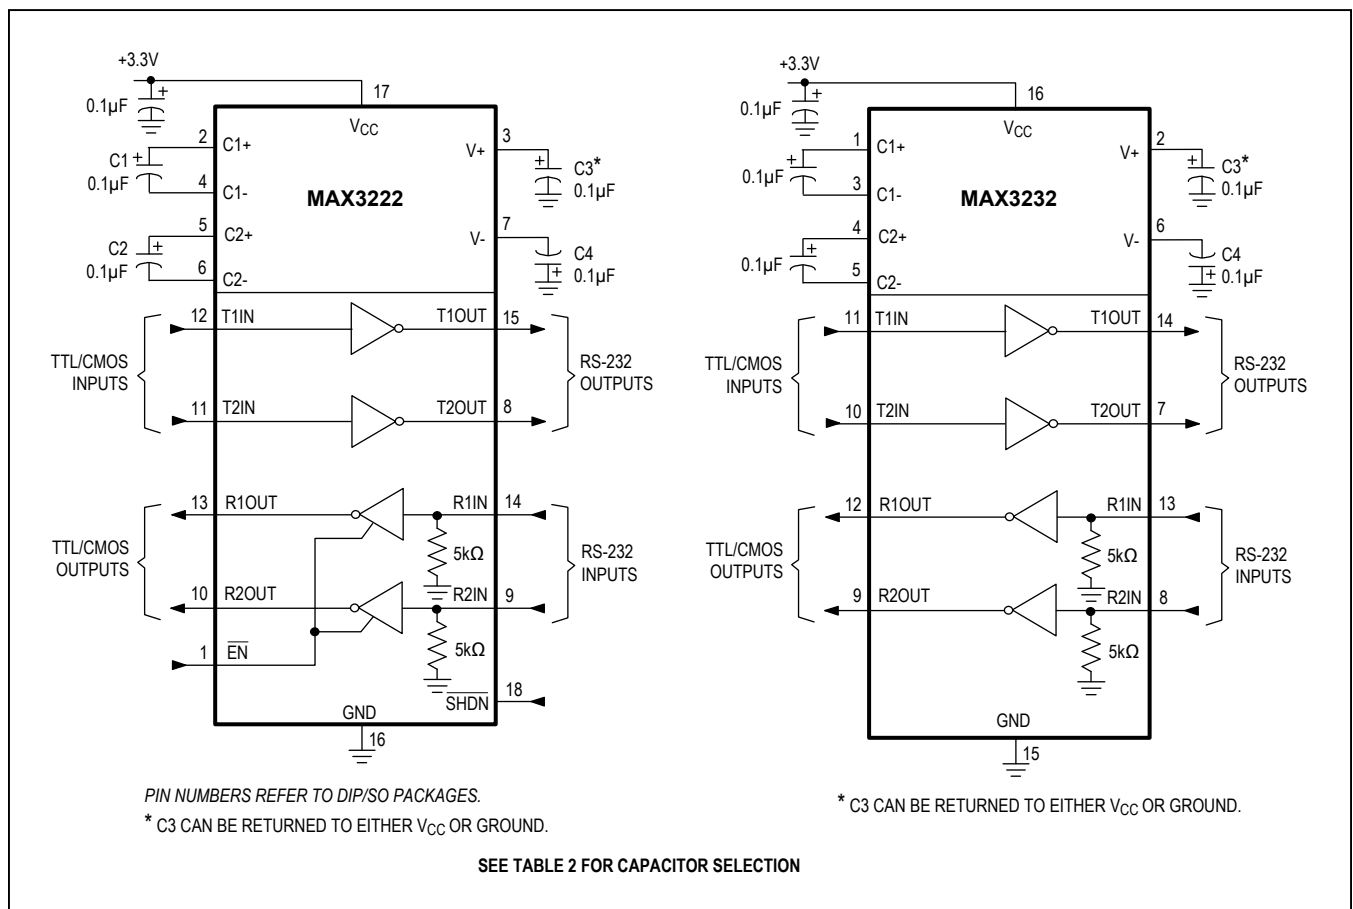 +3.3V
0.1µF
17
VCC
2
C1+
C1
0.1µF
4
C1-
5
C2+
C2
0.1µF
6
C2-
MAX3222
3
V+
C3*
0.1µF
7
V-
C4
0.1µF
12 T1IN
T1OUT 15
TTL/CMOS
INPUTS
RS-232
OUTPUTS
11 T2IN
T2OUT 8
13 R1OUT
R1IN 14
5kΩ
TTL/CMOS
OUTPUTS
RS-232
INPUTS
10 R2OUT
R2IN 9
5kΩ
1 EN
SHDN 18
GND
16
PIN NUMBERS REFER TO DIP/SO PACKAGES.
* C3 CAN BE RETURNED TO EITHER VCC OR GROUND.
+3.3V
0.1µF
16
VCC
1
C1+
0.1µF
3
C1-
4
C2+
0.1µF
5
C2-
MAX3232
2
V+
C3*
0.1µF
6
V-
C4
0.1µF
11 T1IN
T1OUT 14
TTL/CMOS
INPUTS
RS-232
OUTPUTS
10 T2IN
T2OUT 7
12 R1OUT
R1IN 13
5kΩ
TTL/CMOS
OUTPUTS
RS-232
INPUTS
9 R2OUT
R2IN 8
5kΩ
GND
15
* C3 CAN BE RETURNED TO EITHER VCC OR GROUND.
SEE TABLE 2 FOR CAPACITOR SELECTION